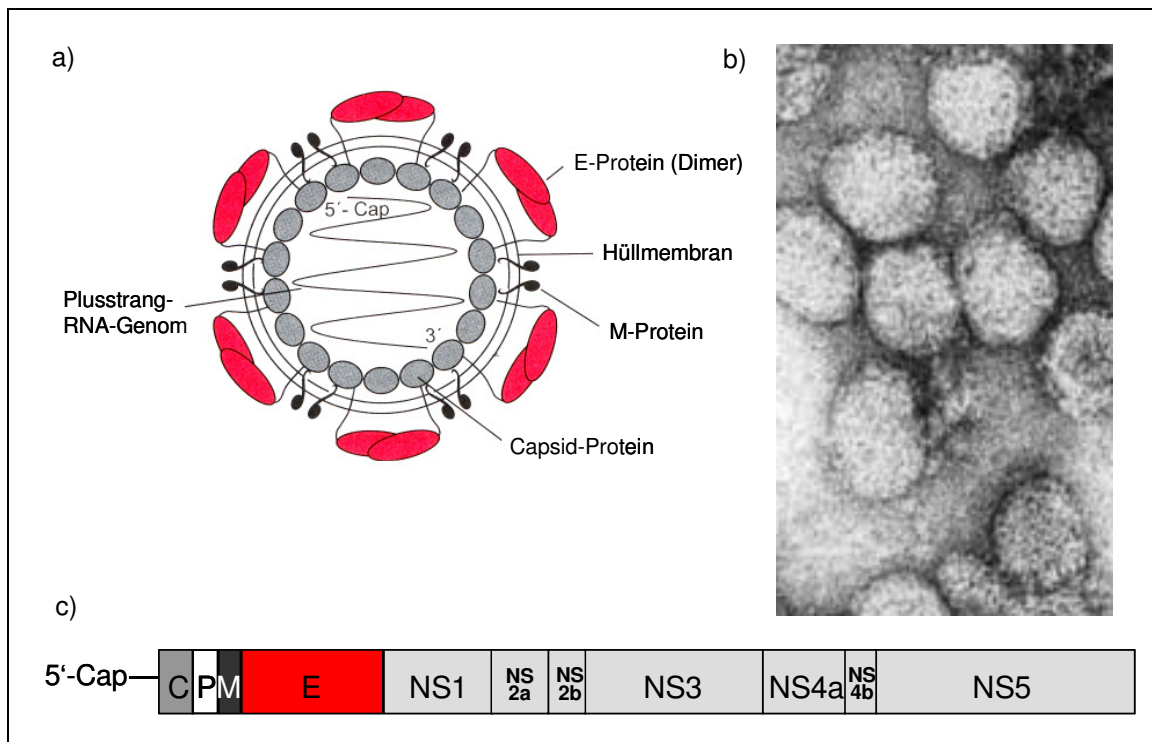 a)
b)
E-Protein (Dimer)
5´- Cap
Hüllmembran
Plusstrang-
RNA-Genom
M-Protein
3´
Capsid-Protein
c)
5‘-Cap
C P M E NS1 NS 2a NS 2b NS3 NS4a NS 4b NS5